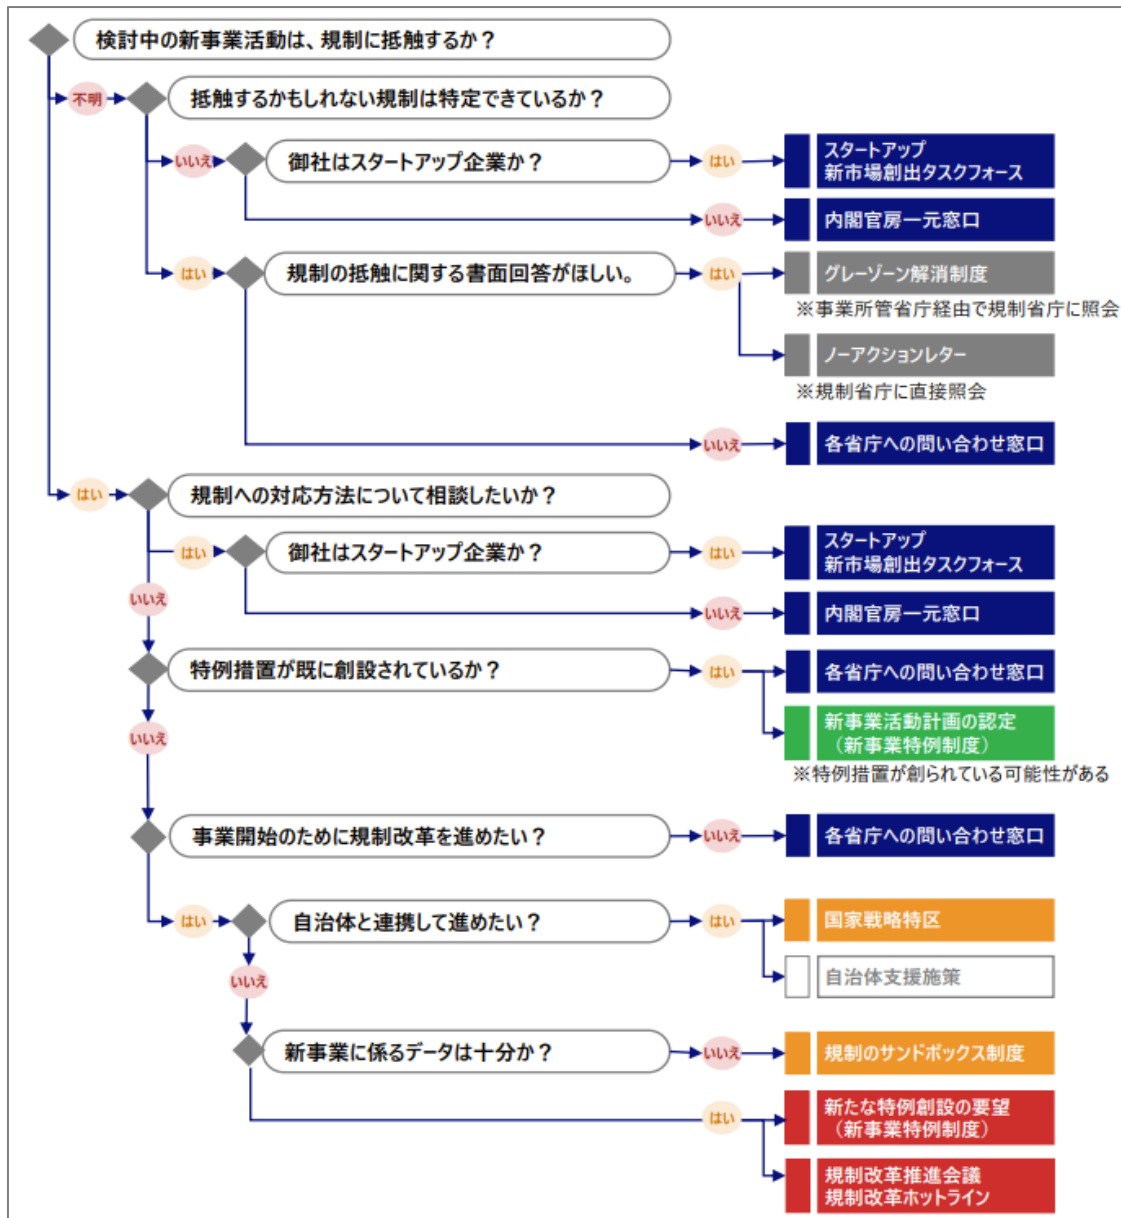 検討中の新事業活動は、規制に抵触するか？
不明
抵触するかもしれない規制は特定できているか？
いいえ
御社はスタートアップ企業か？
はい
スタートアップ
新市場創出タスクフォース
いいえ
内閣官房一元窓口
はい
規制の抵触に関する書面回答がほしい。
はい
グレーゾーン解消制度
※事業所管省庁経由で規制省庁に照会
ノーアクションレター
※規制省庁に直接照会
いいえ
各省庁への問い合わせ窓口
はい
規制への対応方法について相談したいか？
はい
御社はスタートアップ企業か？
はい
スタートアップ
新市場創出タスクフォース
いいえ
いいえ
内閣官房一元窓口
特例措置が既に創設されているか？
はい
各省庁への問い合わせ窓口
いいえ
新事業活動計画の認定
（新事業特例制度）
※特例措置が創られている可能性がある
事業開始のために規制改革を進めたい？
いいえ
各省庁への問い合わせ窓口
はい
自治体と連携して進めたい？
はい
国家戦略特区
いいえ
自治体支援施策
新事業に係るデータは十分か？
いいえ
規制のサンドボックス制度
はい
新たな特例創設の要望
（新事業特例制度）
規制改革推進会議
規制改革ホットライン